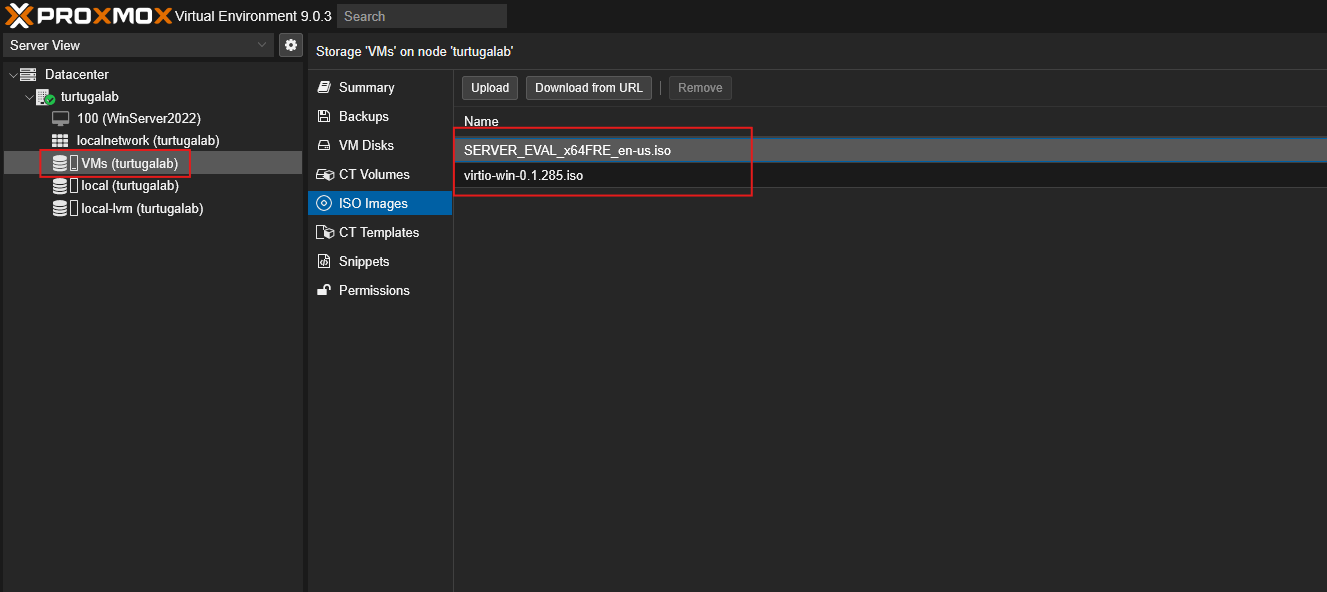 PROXMOX Virtual Environment 9.0.3 Search
Server View
Datacenter
turtugalab
100 (WinServer2022)
localnetwork (turtugalab)
VMs (turtugalab)
local (turtugalab)
local-lvm (turtugalab)
Storage 'VMs' on node 'turtugalab'
Summary
Backups
VM Disks
CT Volumes
ISO Images
CT Templates
Snippets
Permissions
Upload Download from URL | Remove
Name
SERVER_EVAL_x64FRE_en-us.iso
virtio-win-0.1.285.iso